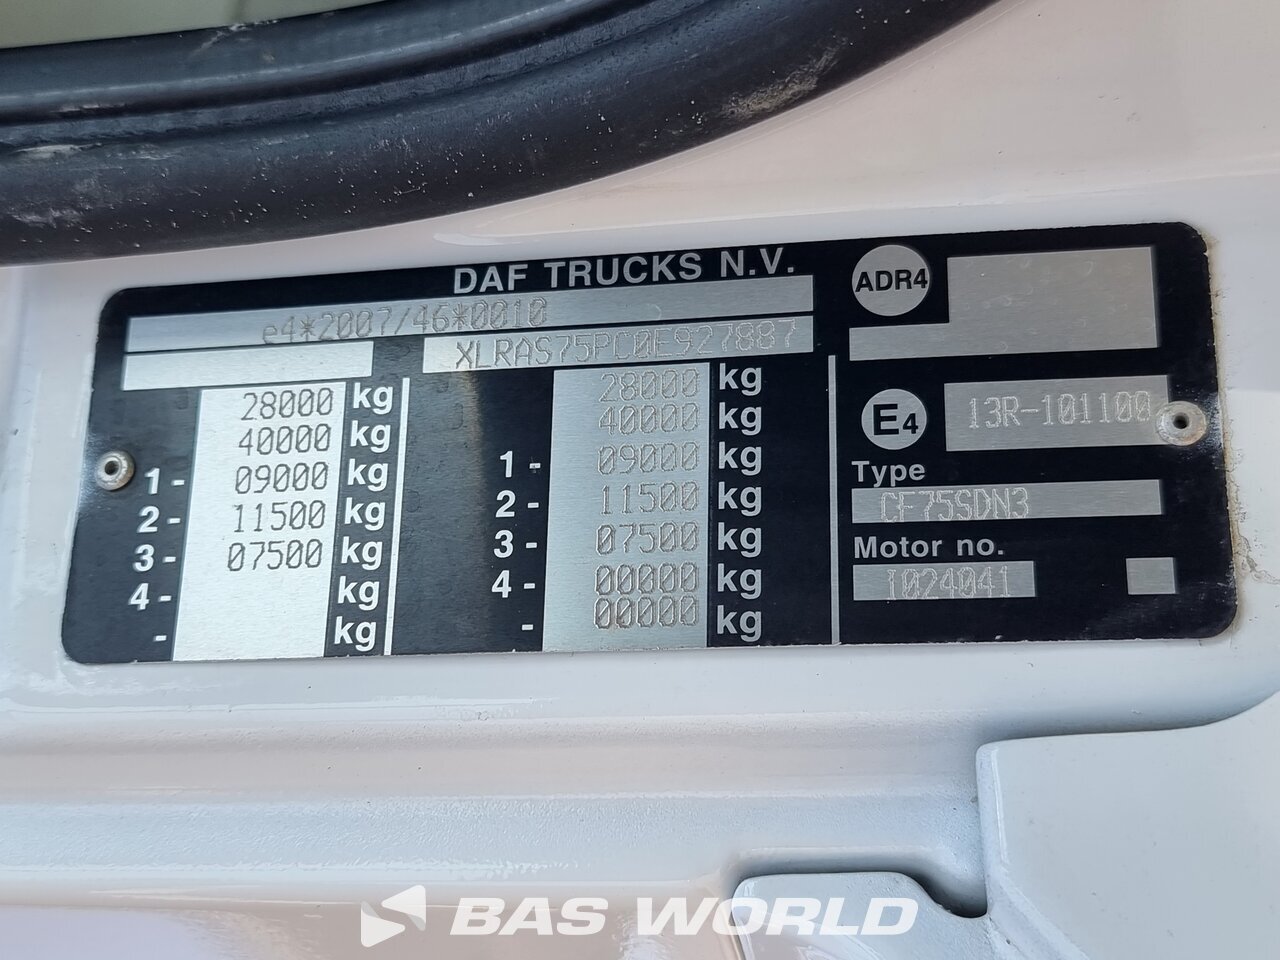 DAF TRUCKS N.V.
e4*2007/46*0010
XLRAS75PC0E927887
28000 kg
40000 kg
1- 09000 kg
2- 11500 kg
3- 07500 kg
4- kg
- kg
28000 kg
40000 kg
1- 09000 kg
2- 11500 kg
3- 07500 kg
4- 00000 kg
- 00000 kg
ADR4
E4 13R-101100
Type
CF75SDN3
Motor no.
I024041
BAS WORLD